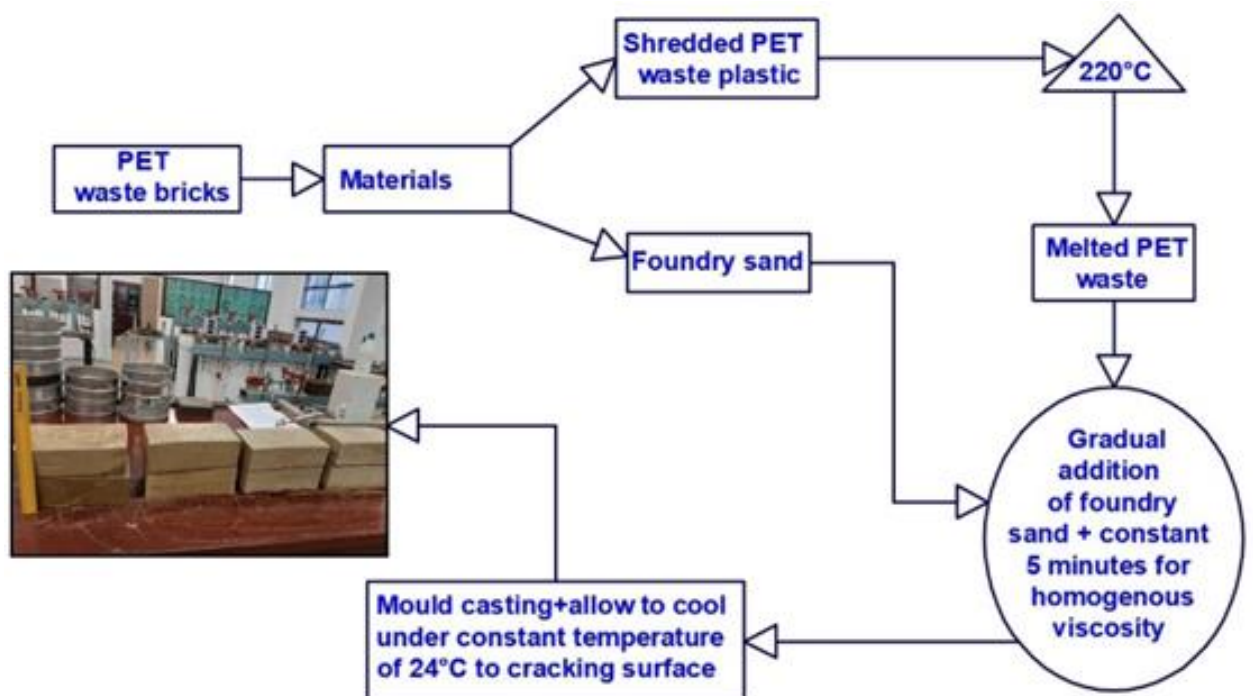 PET
waste bricks
Materials
Shredded PET
waste plastic
220°C
Foundry sand
Melted PET
waste
Gradual
addition
of foundry
sand + constant
5 minutes for
homogenous
viscosity
Mould casting+allow to cool
under constant temperature
of 24°C to cracking surface